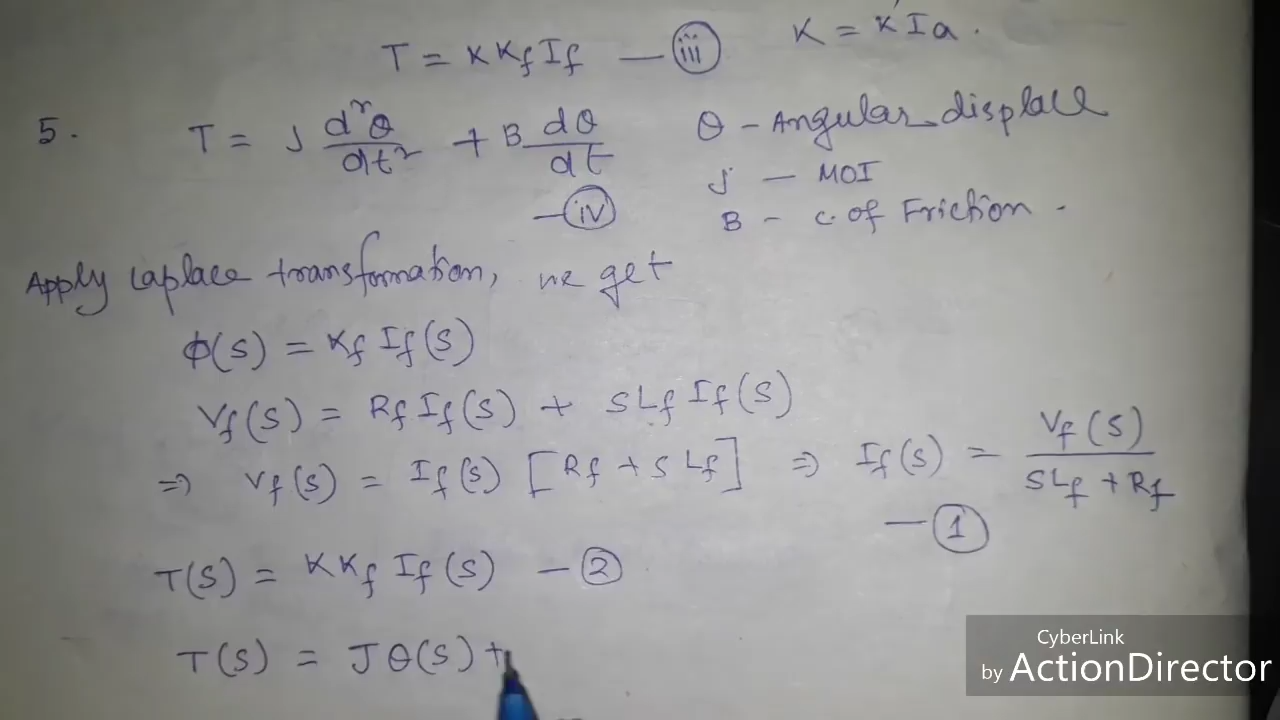 T = K Kf If — (iii) K = K' Ia.
5. T = J d²θ/dt² + B dθ/dt θ - Angular displace
— (iv) J — MOI
B - C. of Friction -
Apply Laplace transformation, we get
Φ(S) = Kf If(S)
Vf(S) = Rf If(S) + SLf If(S)
⇒ Vf(S) = If(S) [Rf + S Lf] ⇒ If(S) = Vf(S)/(SLf + Rf)
— (1)
T(S) = K Kf If(S) — (2)
T(S) = J θ(S) +
CyberLink
by ActionDirector